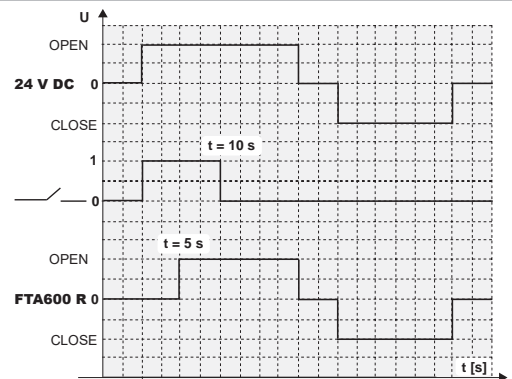 U
OPEN
24 V DC 0
CLOSE
t = 10 s
1
0
t = 5 s
OPEN
FTA600 R 0
CLOSE
t [s]